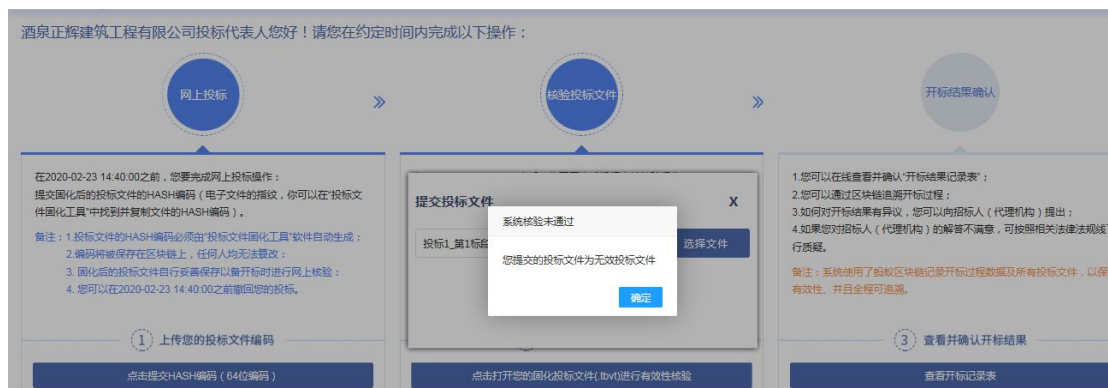 酒泉正辉建筑工程有限公司投标代表人您好！请您在约定时间内完成以下操作：
网上投标
核验投标文件
开标结果确认
在2020-02-23 14:40:00之前，您要完成网上投标操作：
提交固化后的投标文件的HASH编码（电子文件的指纹，你可以在“投标文
件固化工具”中找到并复制文件的HASH编码）。
备注：1.投标文件的HASH编码必须由“投标文件固化工具”软件自动生成；
2.编码将被保存在区块链上，任何人均无法篡改；
3. 固化后的投标文件自行妥善保存以备开标时进行网上核验；
4. 您可以在2020-02-23 14:40:00之前撤回您的投标。
1 上传您的投标文件编码
点击提交HASH编码（64位编码）
提交投标文件
X
投标1_第1标段
选择文件
系统核验未通过
您提交的投标文件为无效投标文件
确定
点击打开您的固化投标文件(.tbvt)进行有效性核验
1.您可以在线查看并确认“开标结果记录表”；
2.您可以通过区块链追溯开标过程；
3.如何对开标结果有异议，您可以向招标人（代理机构）提出；
4.如果您对招标人（代理机构）的解答不满意，可按照相关法律法规线
行质疑。
备注：系统使用了蚂蚁区块链记录开标过程数据及所有投标文件，以保
有效性、并且全程可追溯。
3 查看并确认开标结果
查看开标记录表